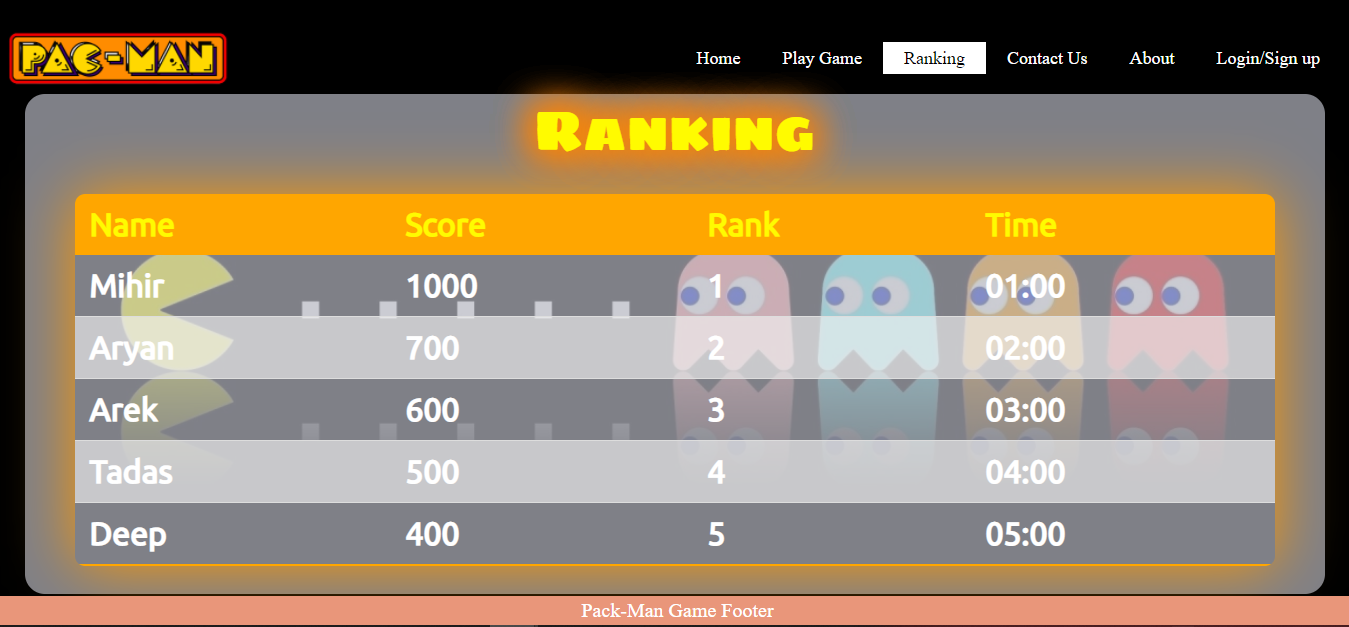 PAC-MAN
Home Play Game Ranking Contact Us About Login/Sign up
Ranking
Name Score Rank Time
Mihir 1000 1 01:00
Aryan 700 2 02:00
Arek 600 3 03:00
Tadas 500 4 04:00
Deep 400 5 05:00
Pack-Man Game Footer